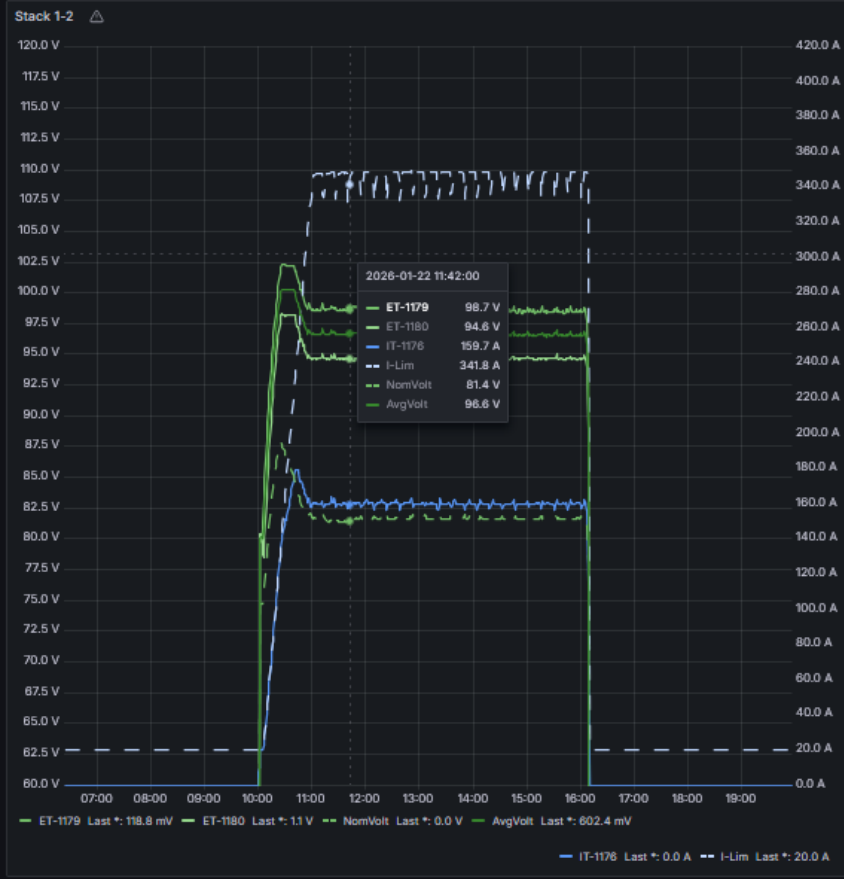 Stack 1-2
120.0 V
117.5 V
115.0 V
112.5 V
110.0 V
107.5 V
105.0 V
102.5 V
100.0 V
97.5 V
95.0 V
92.5 V
90.0 V
87.5 V
85.0 V
82.5 V
80.0 V
77.5 V
75.0 V
72.5 V
70.0 V
67.5 V
65.0 V
62.5 V
60.0 V
420.0 A
400.0 A
380.0 A
360.0 A
340.0 A
320.0 A
300.0 A
280.0 A
260.0 A
240.0 A
220.0 A
200.0 A
180.0 A
160.0 A
140.0 A
120.0 A
100.0 A
80.0 A
60.0 A
40.0 A
20.0 A
0.0 A
2026-01-22 11:42:00
ET-1179 98.7 V
ET-1180 94.6 V
IT-1176 159.7 A
I-Lim 341.8 A
NomVolt 81.4 V
AvgVolt 96.6 V
07:00 08:00 09:00 10:00 11:00 12:00 13:00 14:00 15:00 16:00 17:00 18:00 19:00
ET-1179 Last *: 118.8 mV ET-1180 Last *: 1.1 V NomVolt Last *: 0.0 V AvgVolt Last *: 602.4 mV
IT-1176 Last *: 0.0 A I-Lim Last *: 20.0 A